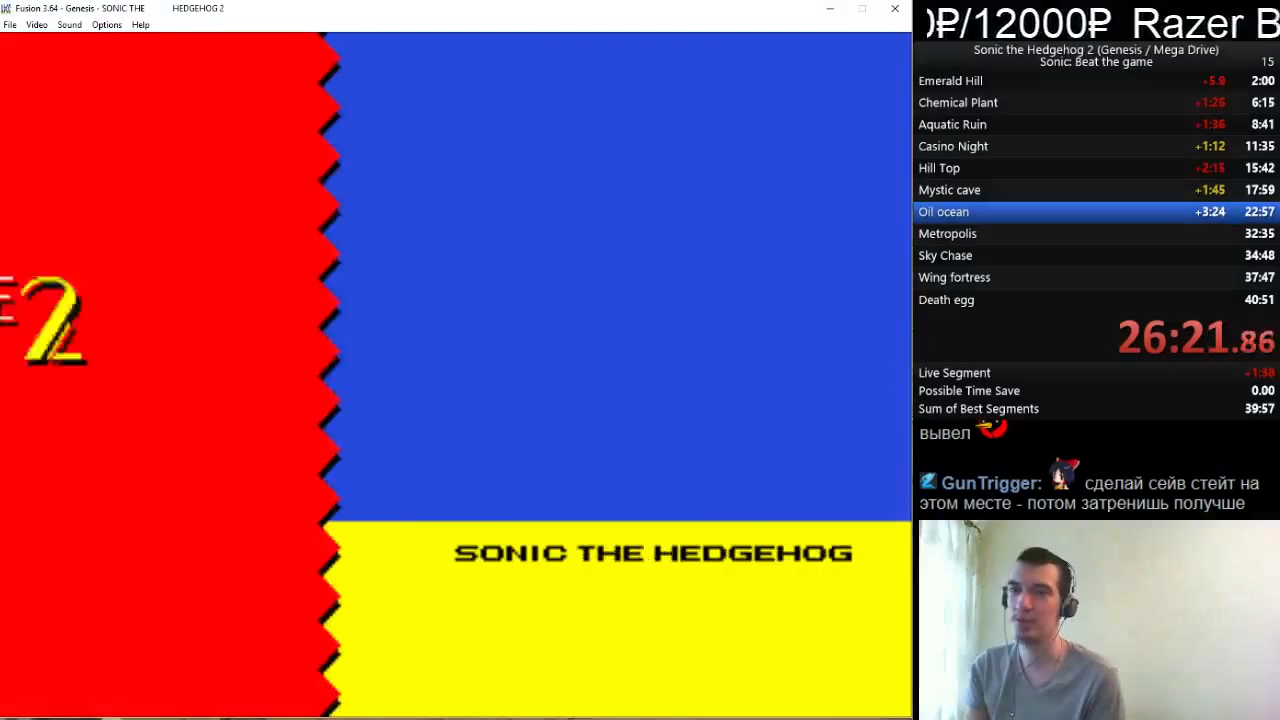 Fusion 3.64 - Genesis - SONIC THE HEDGEHOG 2
File Video Sound Options Help
2
SONIC THE HEDGEHOG
₽/12000₽ Razer B
Sonic the Hedgehog 2 (Genesis / Mega Drive)
Sonic: Beat the game 15
Emerald Hill +5.9 2:00
Chemical Plant +1:26 6:15
Aquatic Ruin +1:36 8:41
Casino Night +1:12 11:35
Hill Top +2:15 15:42
Mystic cave +1:45 17:59
Oil ocean +3:24 22:57
Metropolis 32:35
Sky Chase 34:48
Wing fortress 37:47
Death egg 40:51
26:21.86
Live Segment +1:38
Possible Time Save 0.00
Sum of Best Segments 39:57
вывел
GunTrigger: сделай сейв стейт на
этом месте - потом затренишь получше